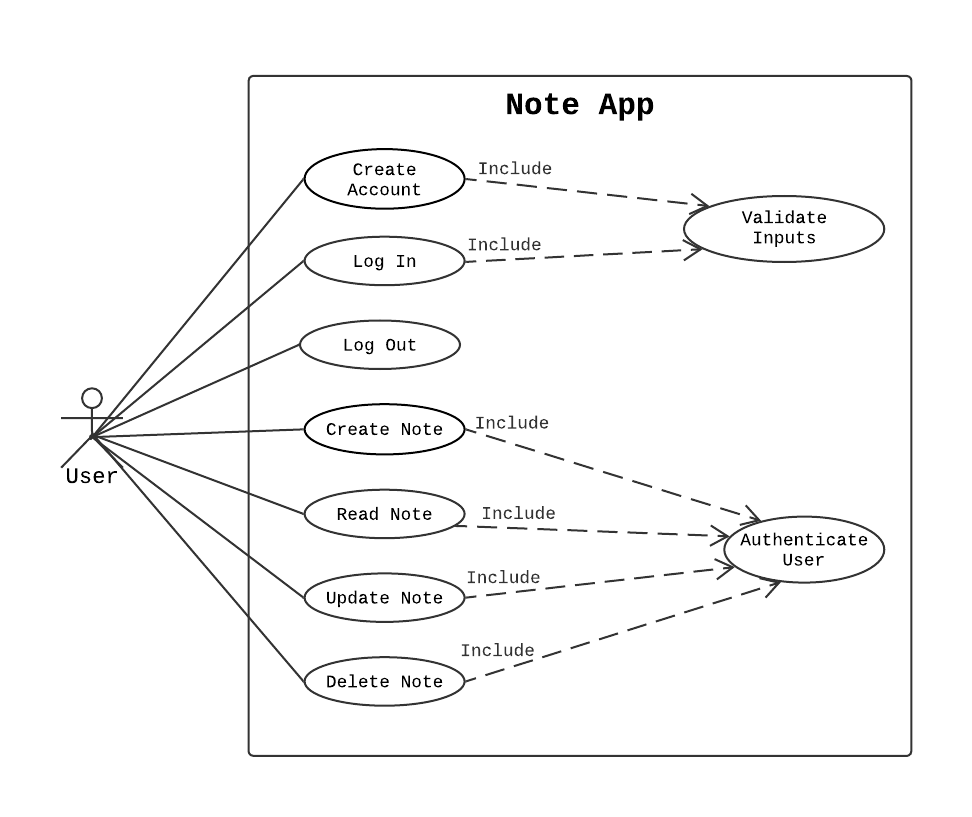 Note App
Create
Account
Include
Validate
Inputs
Log In
Include
Log Out
User
Create Note
Include
Read Note
Include
Authenticate
User
Update Note
Include
Delete Note
Include